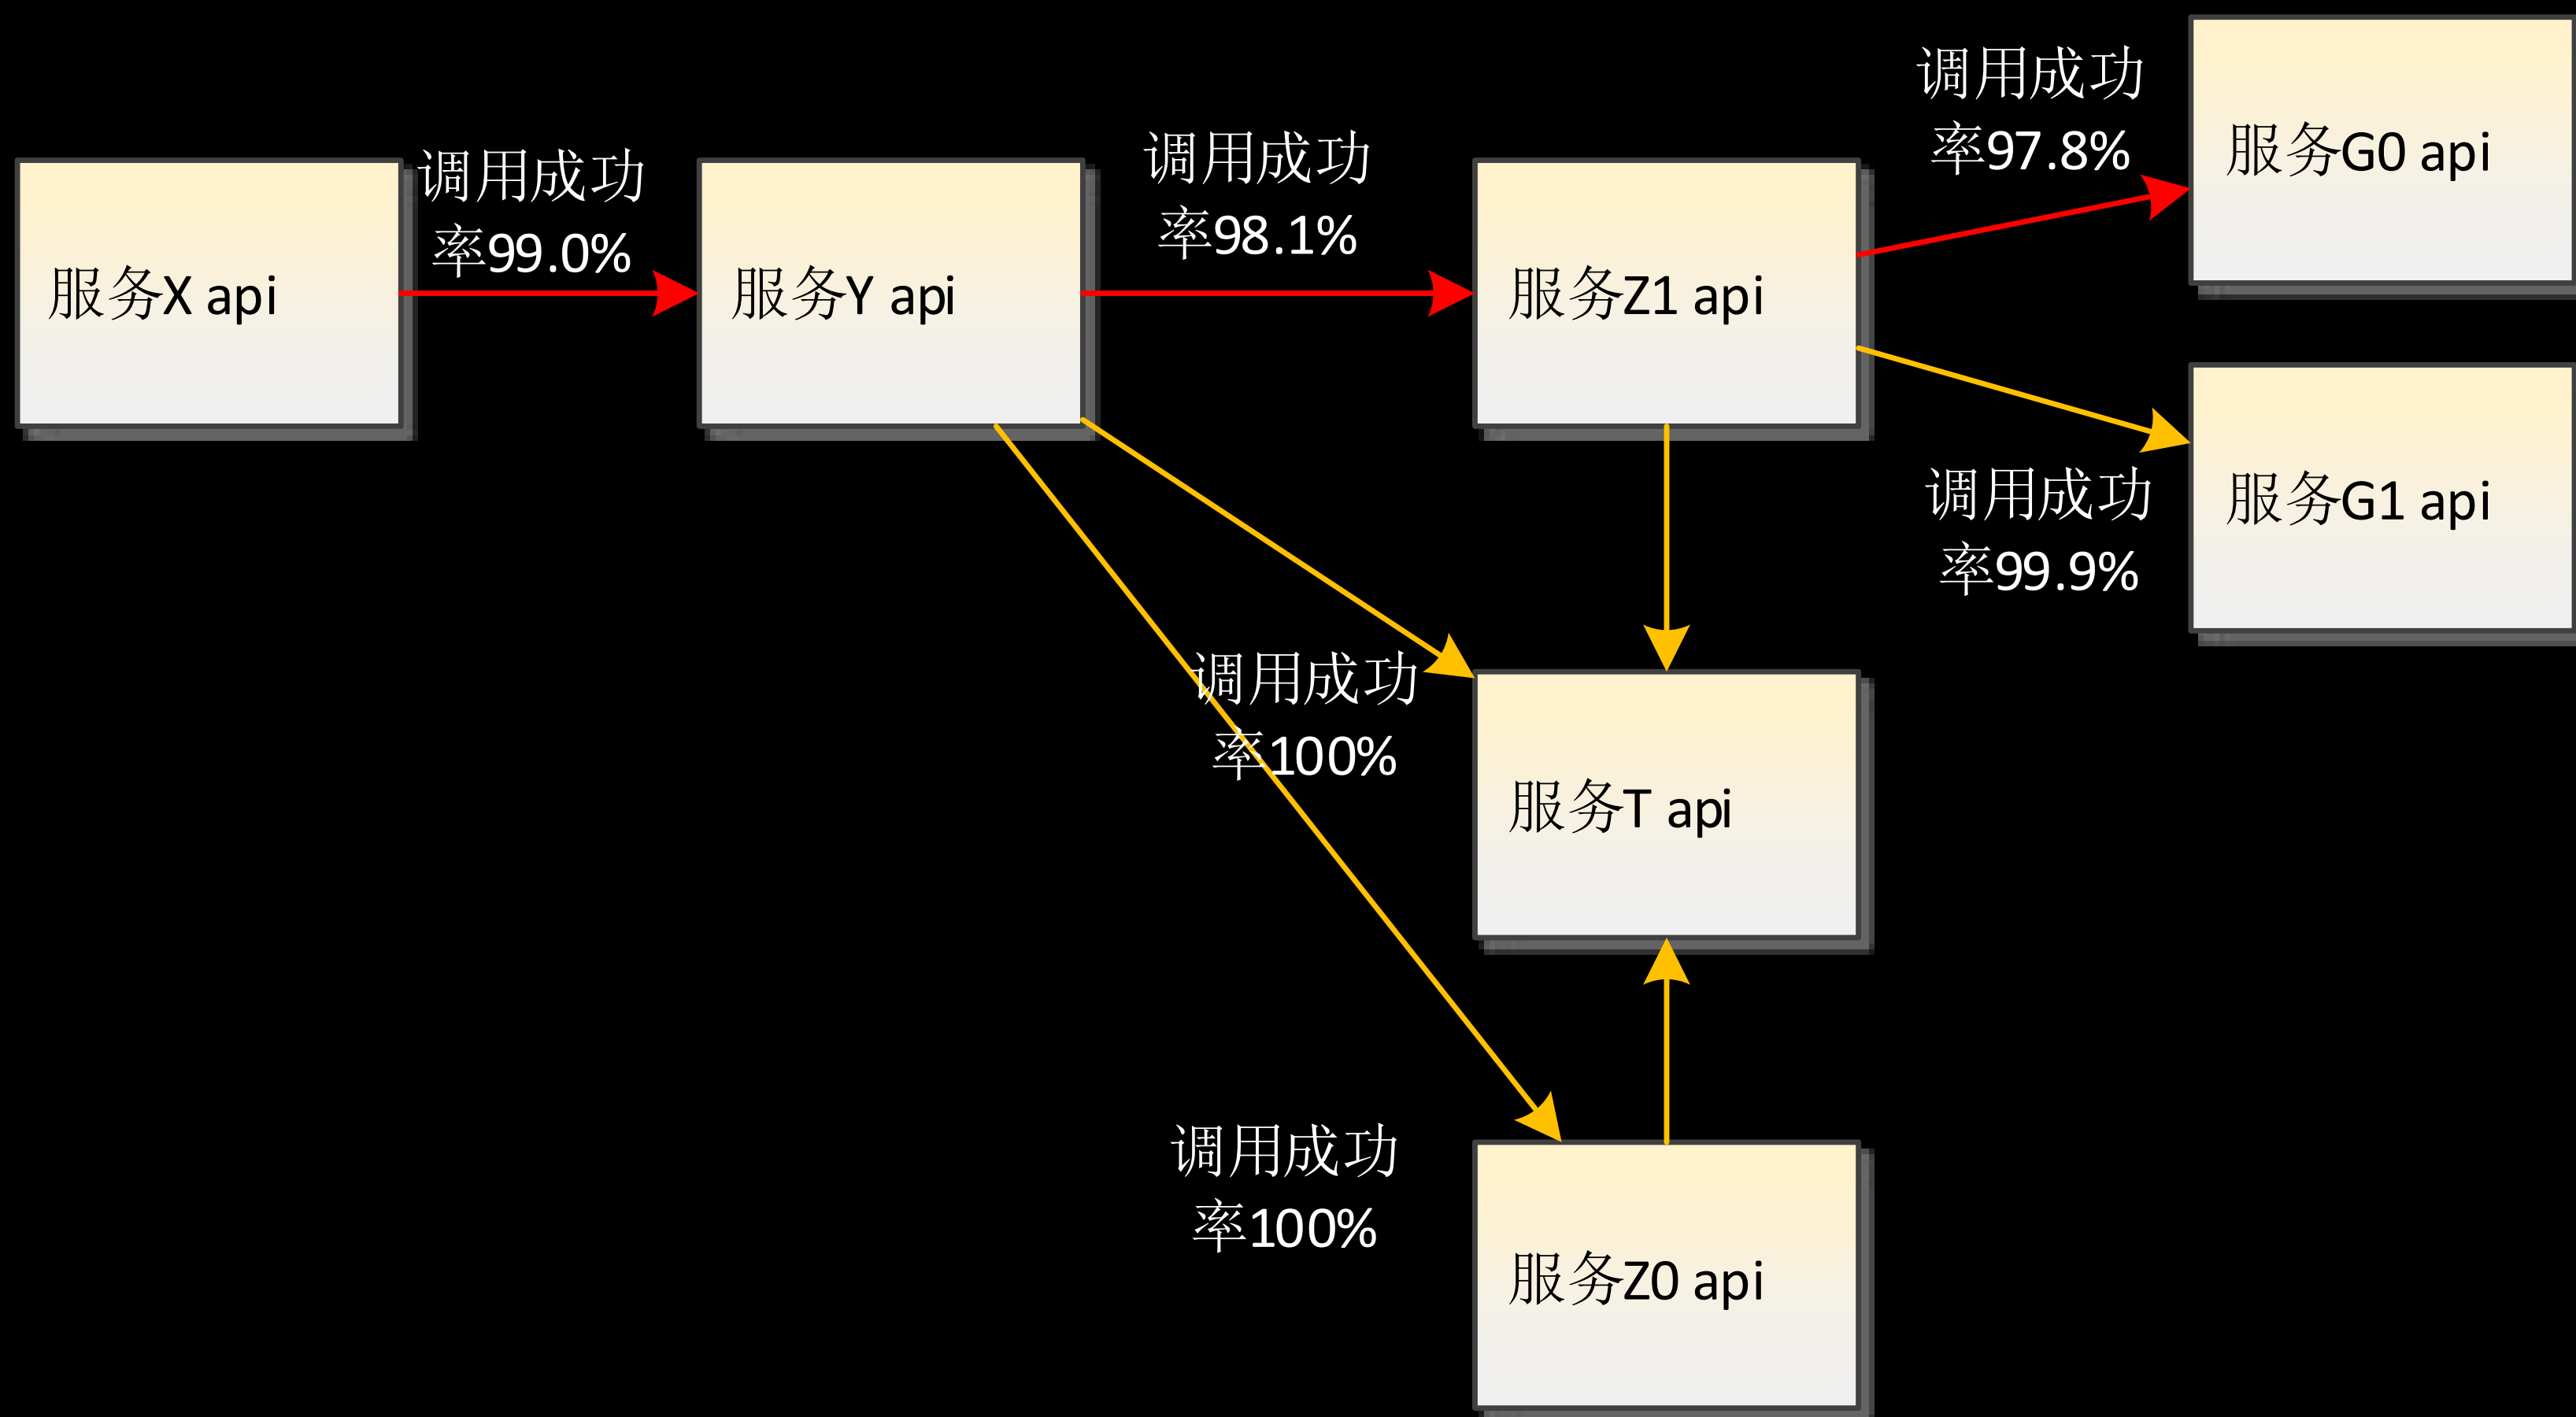 调用成功
率97.8%
服务G0 api
调用成功
率99.0%
调用成功
率98.1%
服务X api
服务Y api
服务Z1 api
调用成功
率99.9%
服务G1 api
调用成功
率100%
服务T api
调用成功
率100%
服务Z0 api